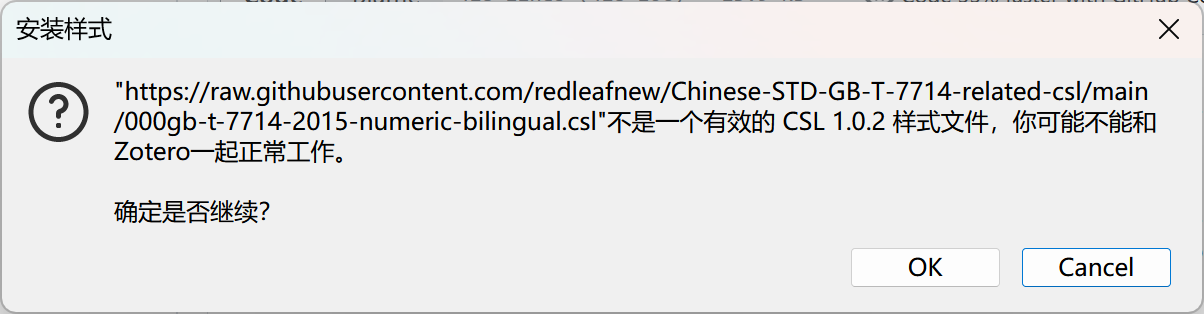 安装样式
"https://raw.githubusercontent.com/redleafnew/Chinese-STD-GB-T-7714-related-csl/main
/000gb-t-7714-2015-numeric-bilingual.csl"不是一个有效的 CSL 1.0.2 样式文件，你可能不能和
Zotero一起正常工作。
确定是否继续？
OK
Cancel